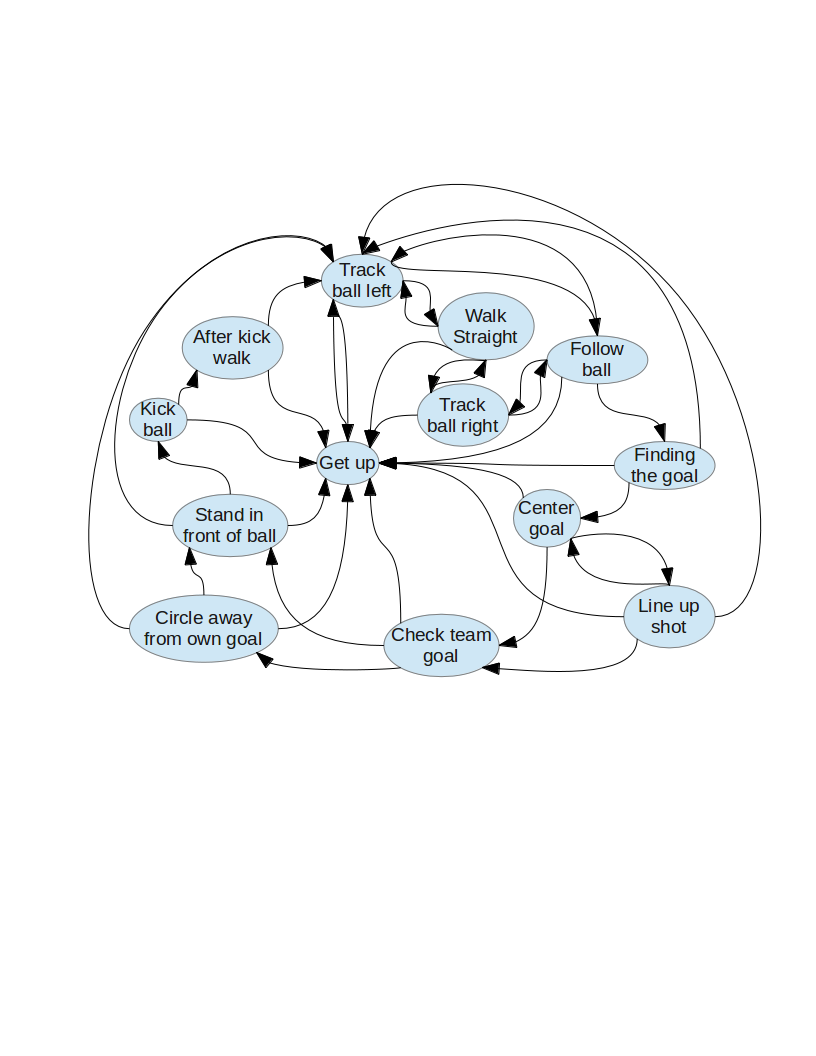 Track
ball left
Walk
Straight
After kick
walk
Follow
ball
Track
ball right
Kick
ball
Get up
Finding
the goal
Stand in
front of ball
Center
goal
Line up
shot
Circle away
from own goal
Check team
goal